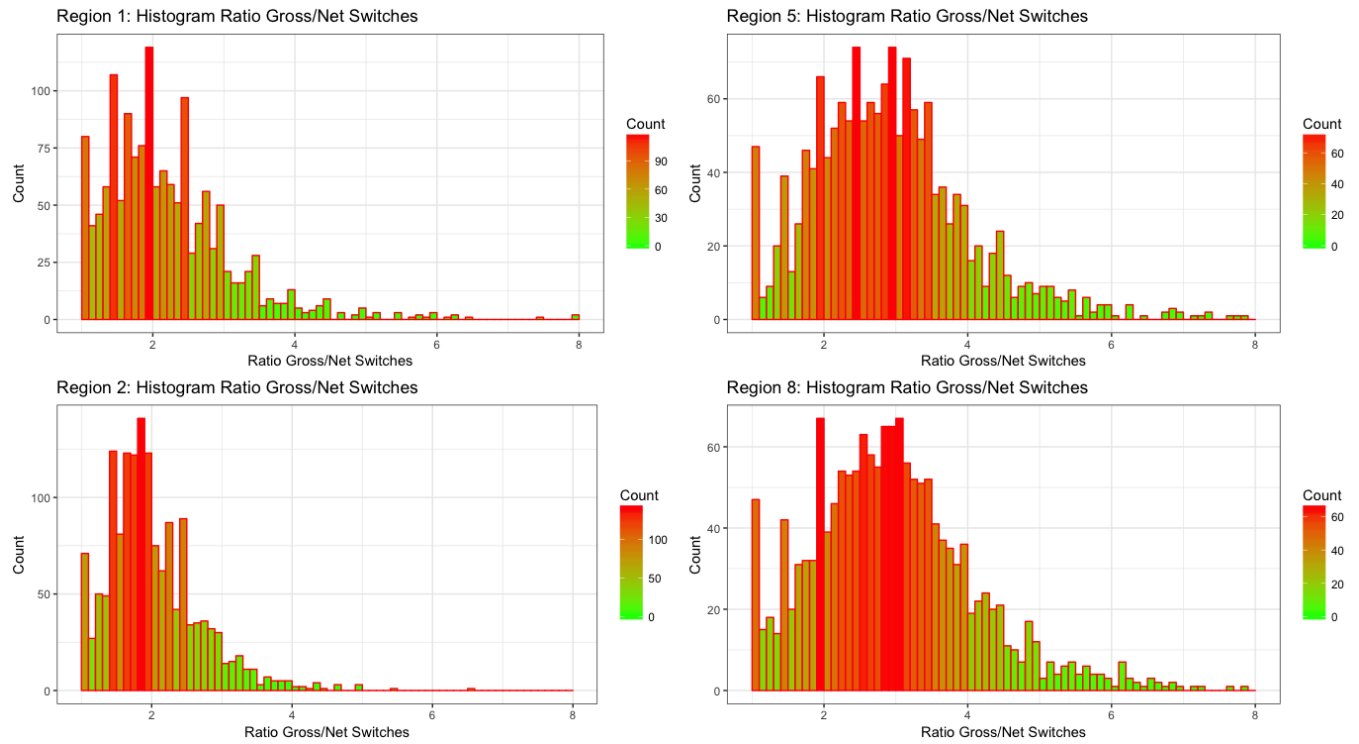 Region 1: Histogram Ratio Gross/Net Switches
Count
100
75
50
25
0
2
4
6
8
Ratio Gross/Net Switches
Count
90
60
30
0
Region 5: Histogram Ratio Gross/Net Switches
Count
60
40
20
0
2
4
6
8
Ratio Gross/Net Switches
Count
60
40
20
0
Region 2: Histogram Ratio Gross/Net Switches
Count
100
50
0
2
4
6
8
Ratio Gross/Net Switches
Count
100
50
0
Region 8: Histogram Ratio Gross/Net Switches
Count
60
40
20
0
2
4
6
8
Ratio Gross/Net Switches
Count
60
40
20
0